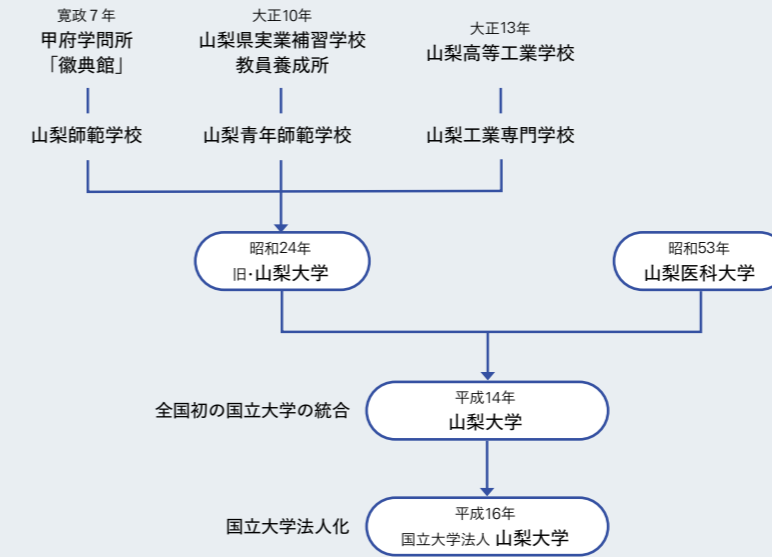 寛政7年
甲府学問所
「徽典館」
大正10年
山梨県実業補習学校
教員養成所
大正13年
山梨高等工業学校
山梨師範学校
山梨青年師範学校
山梨工業専門学校
昭和24年
旧・山梨大学
昭和53年
山梨医科大学
全国初の国立大学の統合
平成14年
山梨大学
国立大学法人化
平成16年
国立大学法人 山梨大学